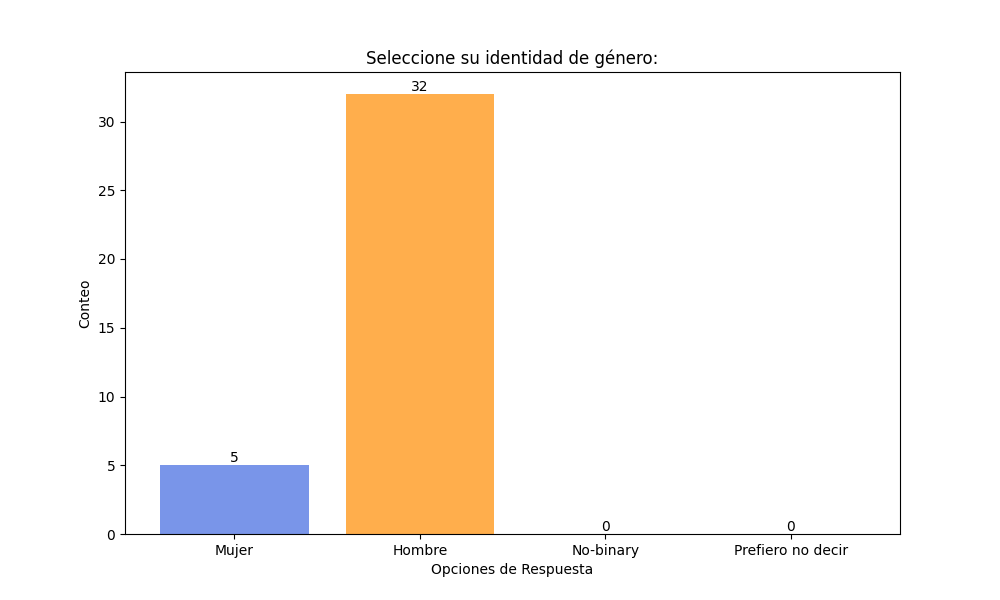 Seleccione su identidad de género:
32
30
25
20
15
10
5
0
Conteo
5
0
0
Mujer
Hombre
No-binary
Prefiero no decir
Opciones de Respuesta